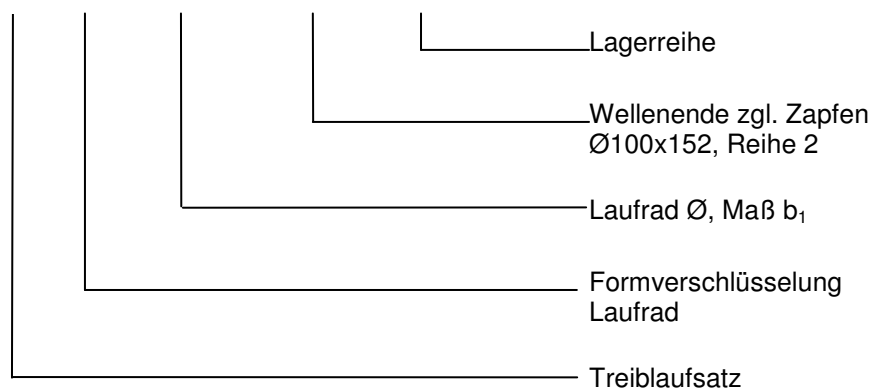 Lagerreihe
Wellenende zgl. Zapfen
Ø100x152, Reihe 2
Laufrad Ø, Maß b₁
Formverschlüsselung
Laufrad
Treiblaufsatz